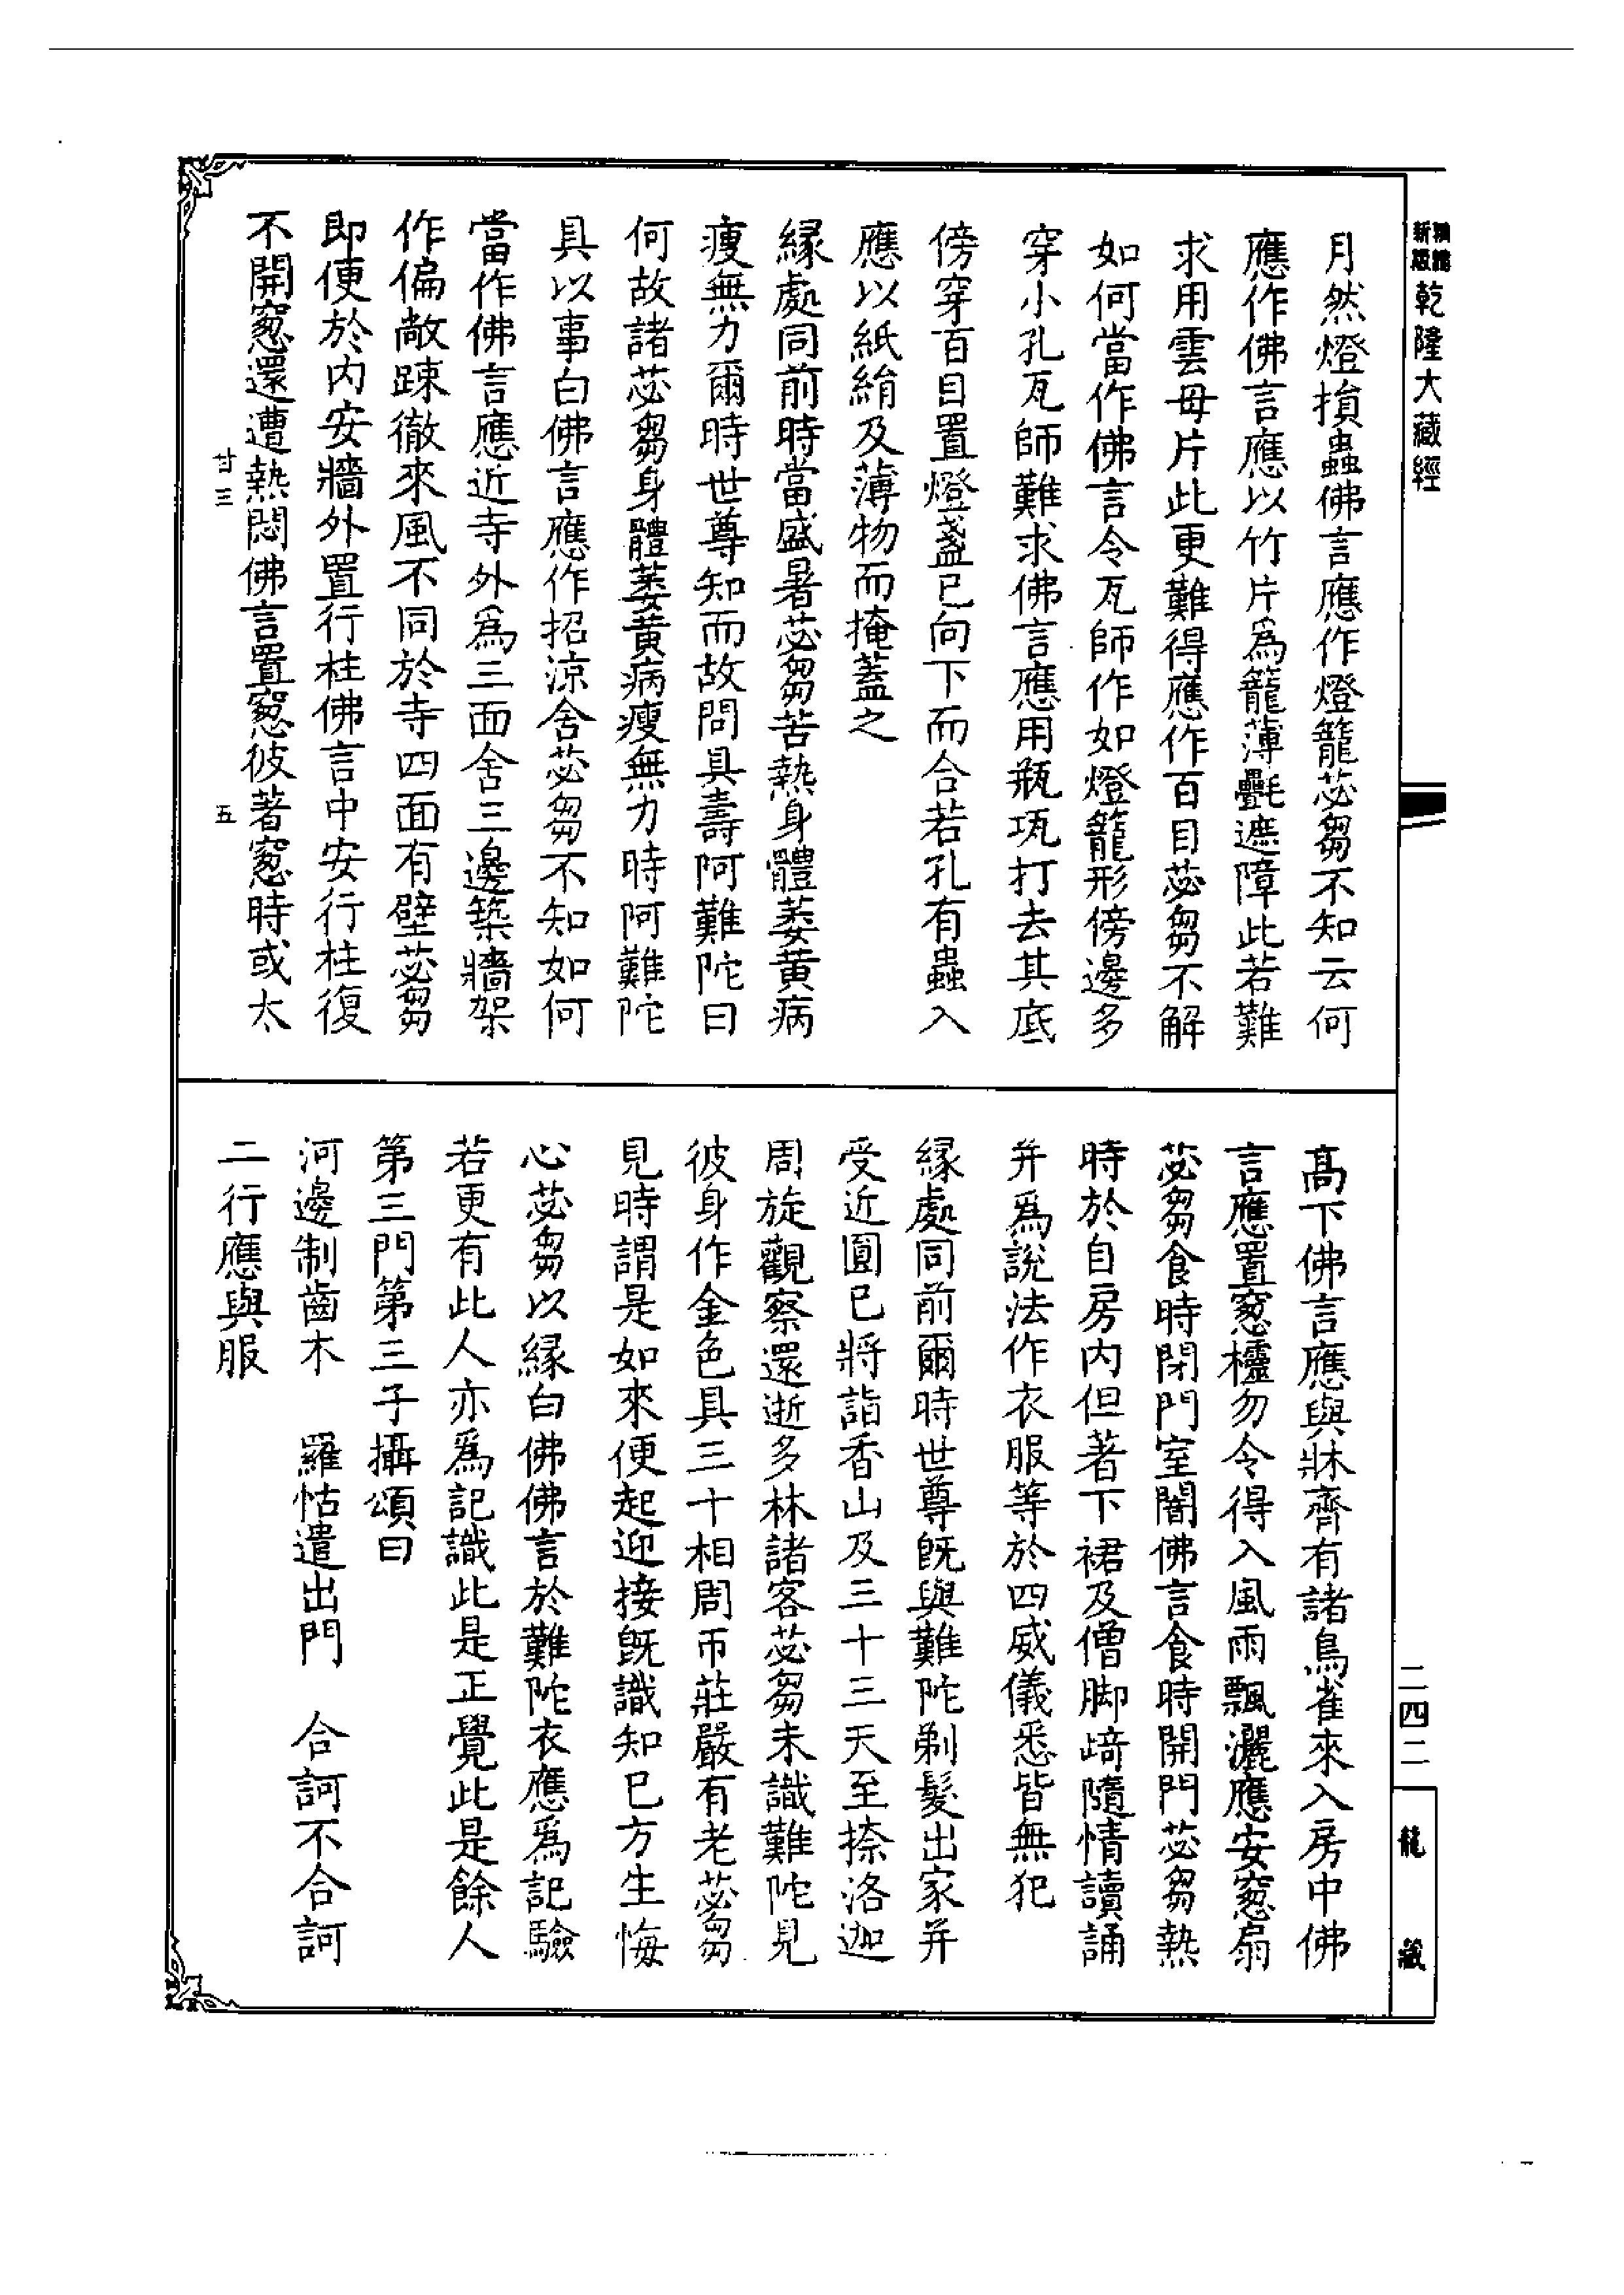 新版 精縮
乾隆大藏經
月然燈損蟲佛言應作燈籠苾芻不知云何
應作佛言應以竹片爲籠薄㲲遮障此若難
求用雲母片此更難得應作百目苾芻不解
如何當作佛言令瓦師作如燈籠形傍邊多
穿小孔瓦師難求佛言應用瓶瓨打去其底
傍穿百目置燈盞已向下而合若孔有蟲入
應以紙絹及薄物而掩蓋之
緣處同前時當盛暑苾芻苦熱身體萎黃病
瘦無力爾時世尊知而故問具壽阿難陀曰
何故諸苾芻身體萎黃病瘦無力時阿難陀
具以事白佛言應作招涼舍苾芻不知如何
當作佛言應近寺外爲三面舍三邊築牆架
作偏敞踈徹來風不同於寺四面有壁苾芻
即便於内安牆外置行柱佛言中安行柱復
不開窻還遭熱悶佛言置窻彼著窻時或太
甘三 五
高下佛言應與牀齊有諸鳥雀來入房中佛
言應置窻櫺勿令得入風雨飄灑應安窻扇
苾芻食時閉門室闇佛言食時開門苾芻熱
時於自房内但著下裙及僧脚崎隨情讀誦
并爲說法作衣服等於四威儀悉皆無犯
緣處同前爾時世尊旣與難陀剃髮出家并
受近圓已將詣香山及三十三天至捺洛迦
周旋觀察還逝多林諸客苾芻未識難陀見
彼身作金色具三十相周帀莊嚴有老苾芻
見時謂是如來便起迎接旣識知已方生悔
心苾芻以緣白佛佛言於難陀衣應爲記驗
若更有此人亦爲記識此是正覺此是餘人
第三門第三子攝頌曰
河邊制齒木 羅怙遣出門 合訶不合訶
二行應與服
二四二
龍藏